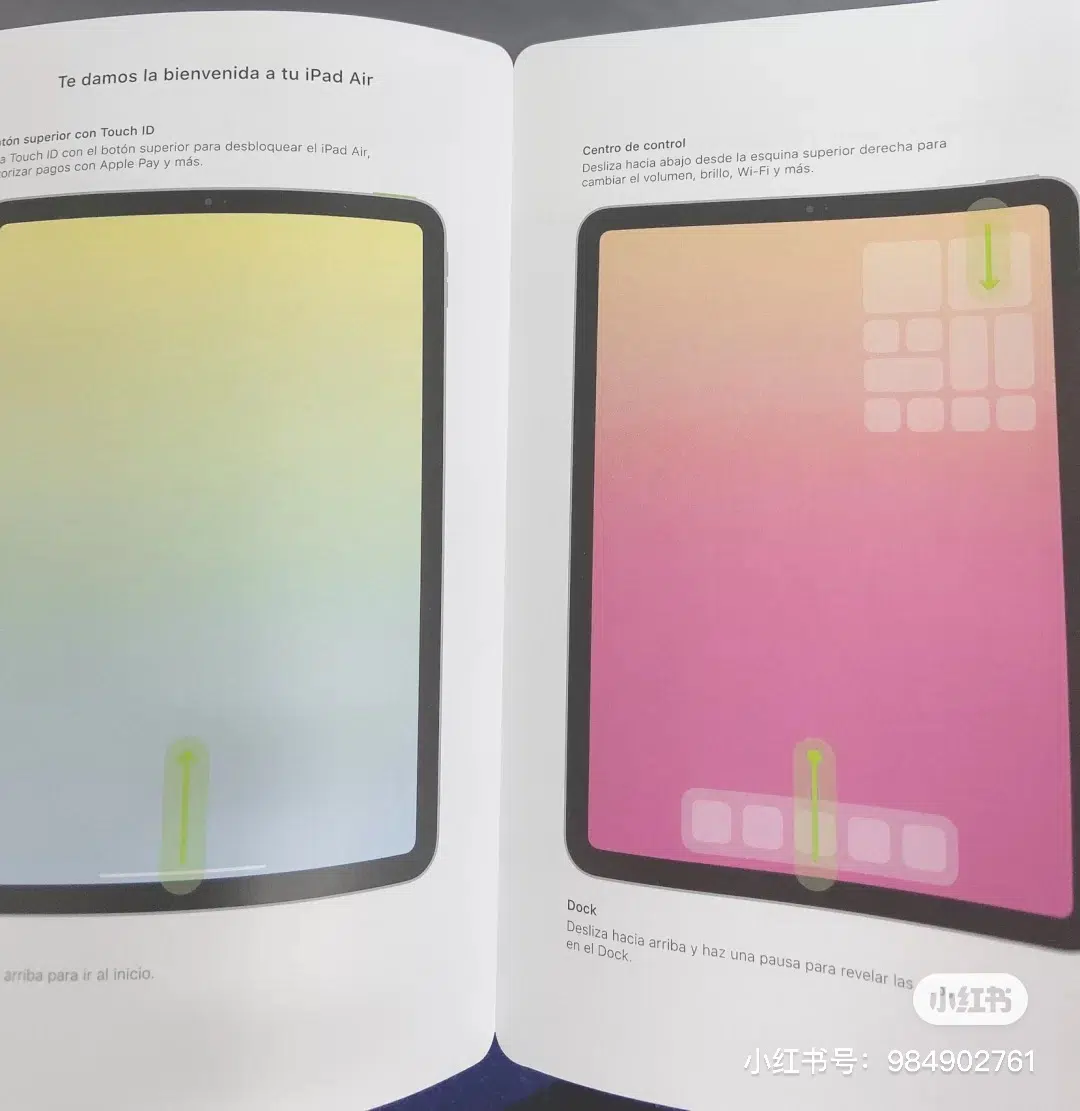 Te damos la bienvenida a tu iPad Air
superior con Touch ID
Touch ID con el botón superior para desbloquear el iPad Air,
pagos con Apple Pay y más.
arriba para ir al inicio.
Centro de control
Desliza hacia abajo desde la esquina superior derecha para
cambiar el volumen, brillo, Wi-Fi y más.
Dock
Desliza hacia arriba y haz una pausa para revelar las
en el Dock.
小红书
小红书号：984902761